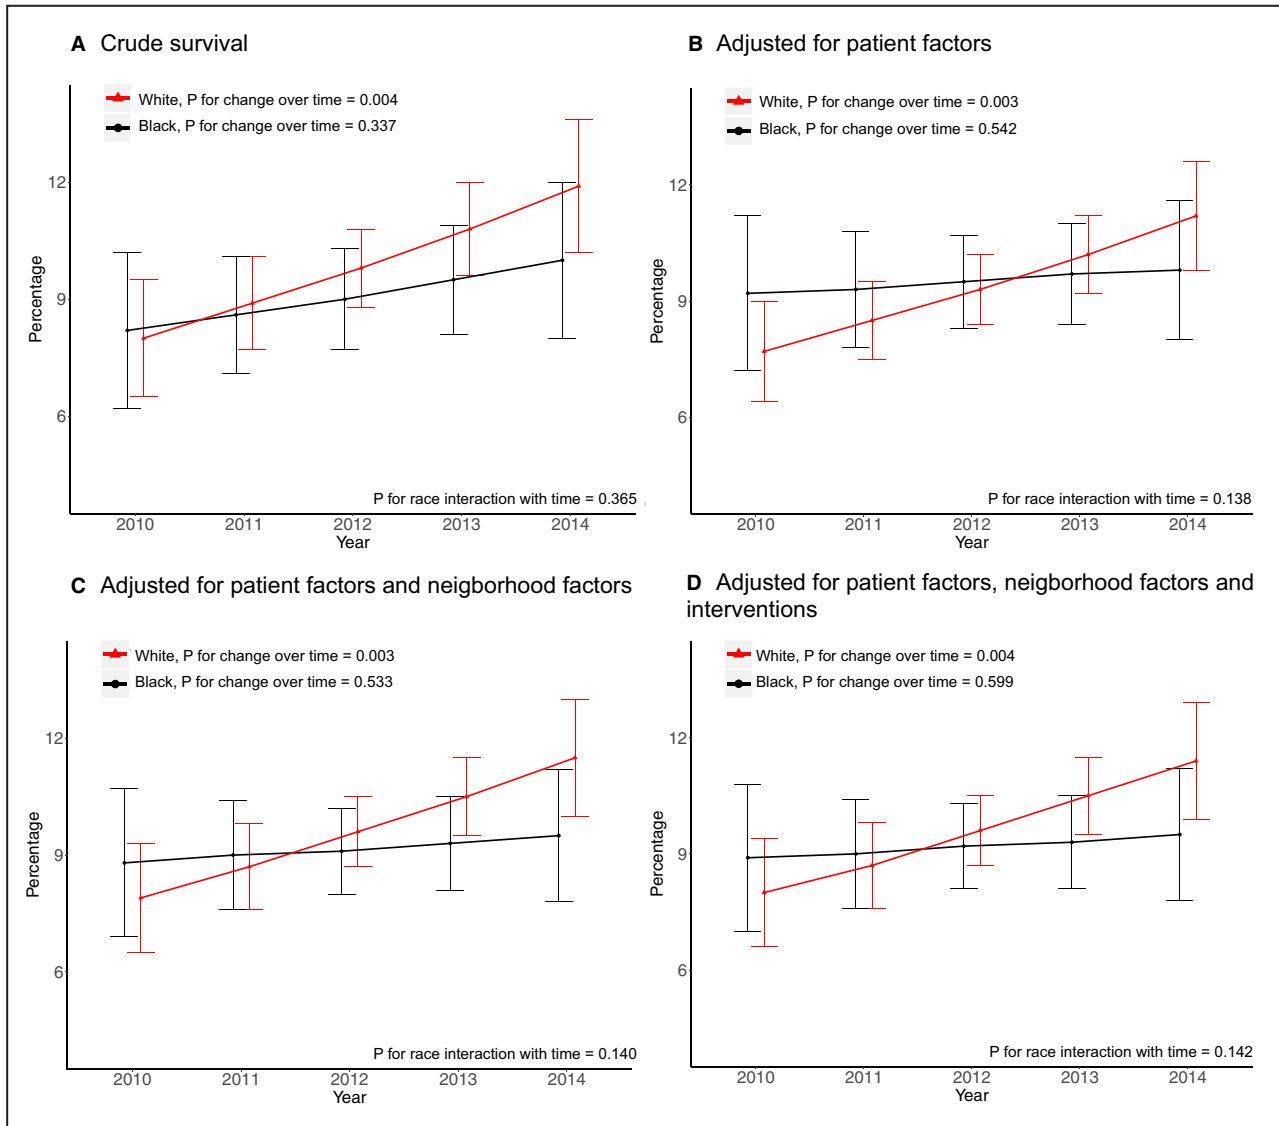 A Crude survival
White, P for change over time = 0.004
Black, P for change over time = 0.337
Percentage
12
9
6
P for race interaction with time = 0.365
2010 2011 2012 2013 2014
Year
B Adjusted for patient factors
White, P for change over time = 0.003
Black, P for change over time = 0.542
Percentage
12
9
6
P for race interaction with time = 0.138
2010 2011 2012 2013 2014
Year
C Adjusted for patient factors and neigborhood factors
White, P for change over time = 0.003
Black, P for change over time = 0.533
Percentage
12
9
6
P for race interaction with time = 0.140
2010 2011 2012 2013 2014
Year
D Adjusted for patient factors, neigborhood factors and
interventions
White, P for change over time = 0.004
Black, P for change over time = 0.599
Percentage
12
9
6
P for race interaction with time = 0.142
2010 2011 2012 2013 2014
Year